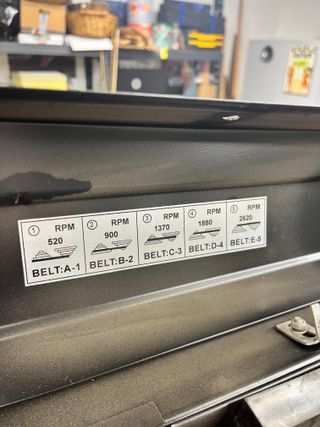 ① RPM
520
BELT:A-1
② RPM
900
BELT:B-2
③ RPM
1370
BELT:C-3
④ RPM
1880
BELT:D-4
⑤ RPM
2620
BELT:E-5